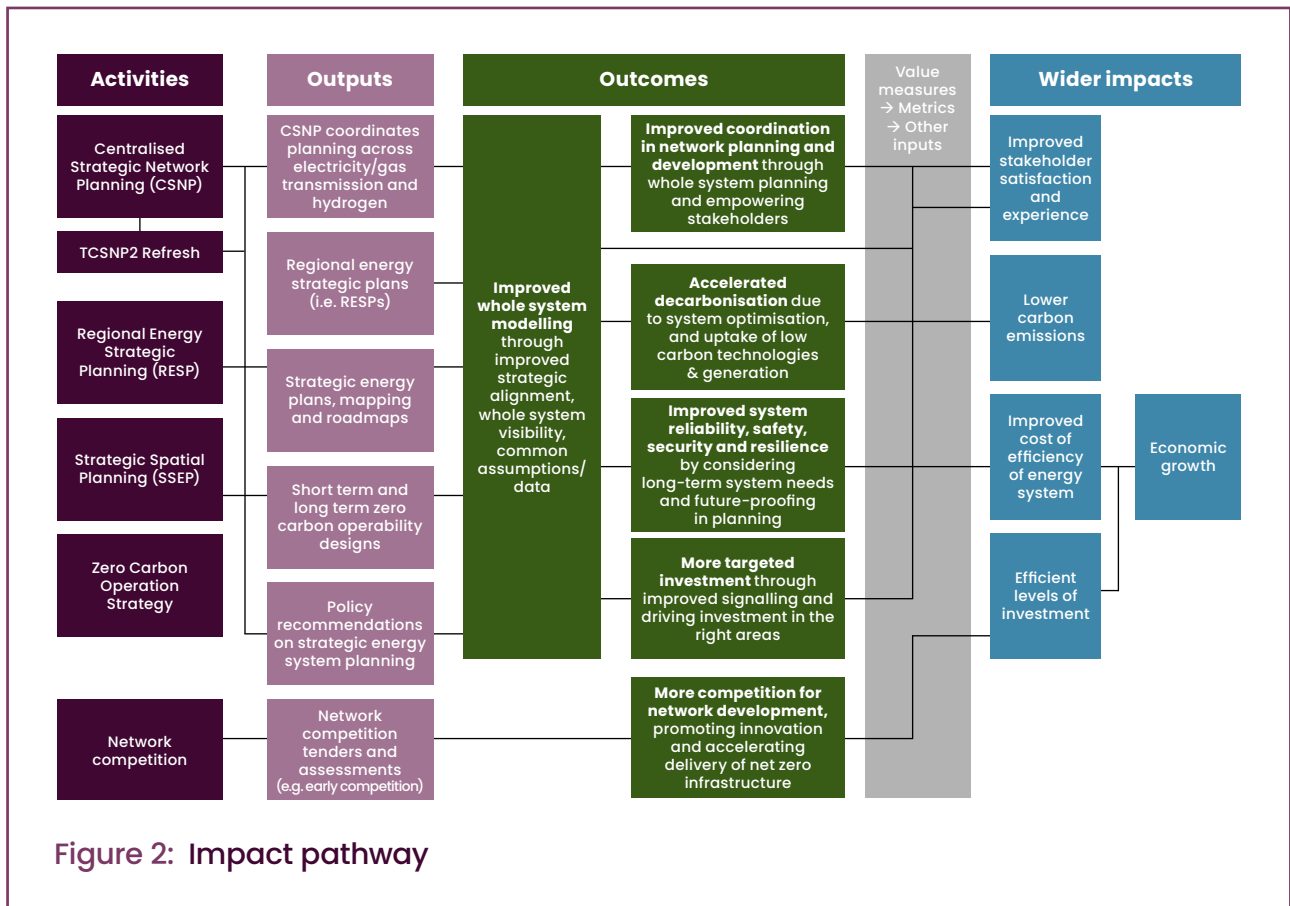 Activities
Outputs
Outcomes
Value
measures
→ Metrics
→ Other
inputs
Wider impacts
Centralised
Strategic Network
Planning (CSNP)
TCSNP2 Refresh
Regional Energy
Strategic
Planning (RESP)
Strategic Spatial
Planning (SSEP)
Zero Carbon
Operation
Strategy
Network
competition
CSNP coordinates
planning across
electricity/gas
transmission and
hydrogen
Regional energy
strategic plans
(i.e. RESPs)
Strategic energy
plans, mapping
and roadmaps
Short term and
long term zero
carbon operability
designs
Policy
recommendations
on strategic energy
system planning
Network
competition
tenders and
assessments
(e.g. early competition)
Improved
whole system
modelling
through
improved
strategic
alignment,
whole system
visibility,
common
assumptions/
data
Improved coordination
in network planning and
development through
whole system planning
and empowering
stakeholders
Accelerated
decarbonisation due
to system optimisation,
and uptake of low
carbon technologies
& generation
Improved system
reliability, safety,
security and resilience
by considering
long-term system needs
and future-proofing
in planning
More targeted
investment through
improved signalling and
driving investment in the
right areas
More competition for
network development,
promoting innovation
and accelerating
delivery of net zero
infrastructure
Improved
stakeholder
satisfaction
and
experience
Lower
carbon
emissions
Improved
cost of
efficiency
of energy
system
Efficient
levels of
investment
Economic
growth
Figure 2: Impact pathway